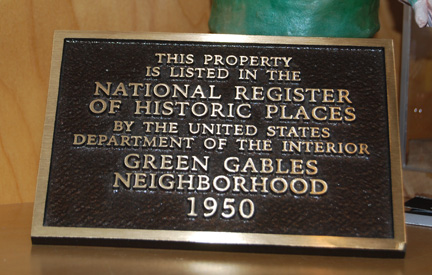 THIS PROPERTY
IS LISTED IN THE
NATIONAL REGISTER
OF HISTORIC PLACES
BY THE UNITED STATES
DEPARTMENT OF THE INTERIOR
GREEN GABLES
NEIGHBORHOOD
1950